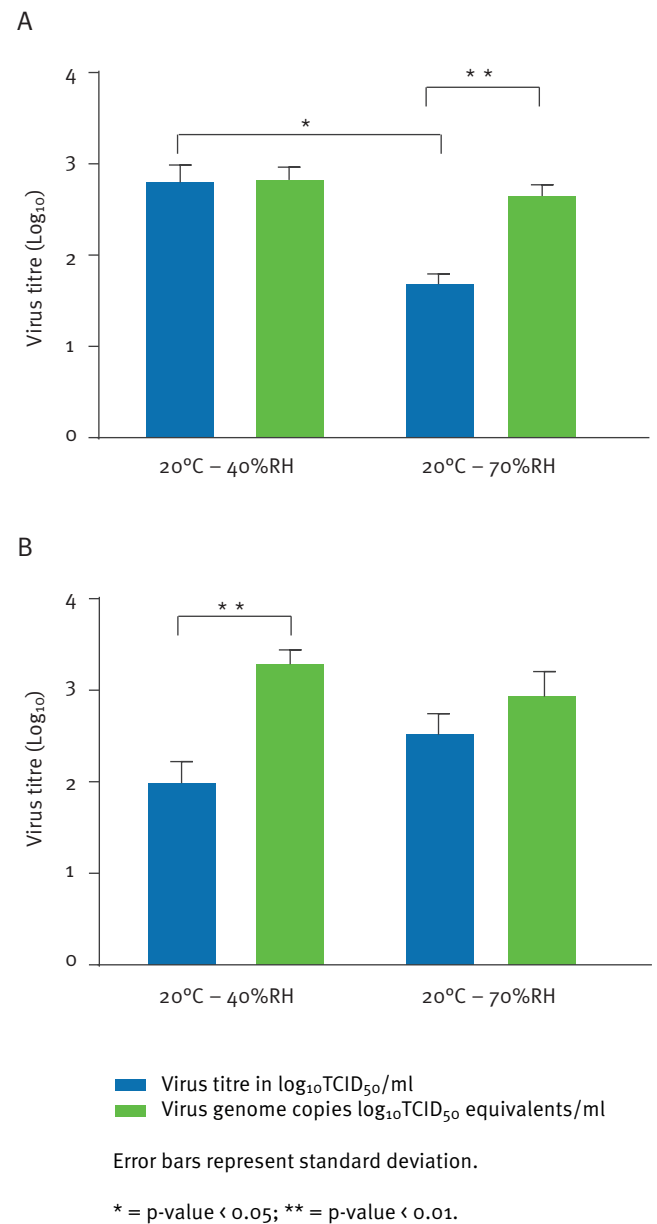 A
4
3
2
1
0
Virus titre (Log₁₀)
*
* *
20°C – 40%RH
20°C – 70%RH
B
4
3
2
1
0
Virus titre (Log₁₀)
* *
20°C – 40%RH
20°C – 70%RH
Virus titre in log₁₀TCID₅₀/ml
Virus genome copies log₁₀TCID₅₀ equivalents/ml
Error bars represent standard deviation.
* = p-value < 0.05; ** = p-value < 0.01.